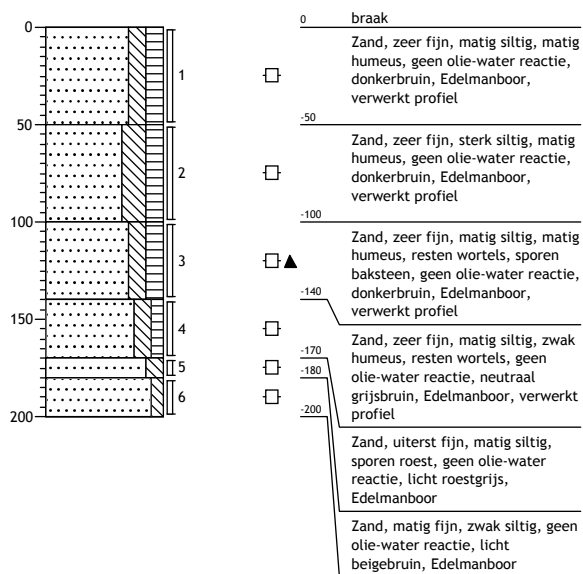 0
50
100
150
200
1
2
3
4
5
6
0
braak
Zand, zeer fijn, matig siltig, matig
humeus, geen olie-water reactie,
donkerbruin, Edelmanboor,
verwerkt profiel
-50
Zand, zeer fijn, sterk siltig, matig
humeus, geen olie-water reactie,
donkerbruin, Edelmanboor,
verwerkt profiel
-100
Zand, zeer fijn, matig siltig, matig
humeus, resten wortels, sporen
baksteen, geen olie-water reactie,
donkerbruin, Edelmanboor,
verwerkt profiel
-140
Zand, zeer fijn, matig siltig, zwak
humeus, resten wortels, geen
olie-water reactie, neutraal
grijsbruin, Edelmanboor, verwerkt
profiel
-170
Zand, uiterst fijn, matig siltig,
sporen roest, geen olie-water
reactie, licht roestgrijs,
Edelmanboor
-180
Zand, matig fijn, zwak siltig, geen
olie-water reactie, licht
beigebruin, Edelmanboor
-200